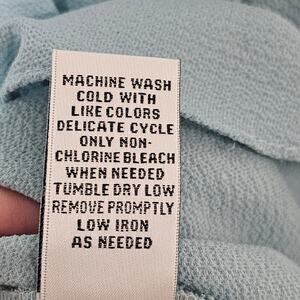 MACHINE WASH
COLD WITH
LIKE COLORS
DELICATE CYCLE
ONLY NON-
CHLORINE BLEACH
WHEN NEEDED
TUMBLE DRY LOW
REMOVE PROMPTLY
LOW IRON
AS NEEDED